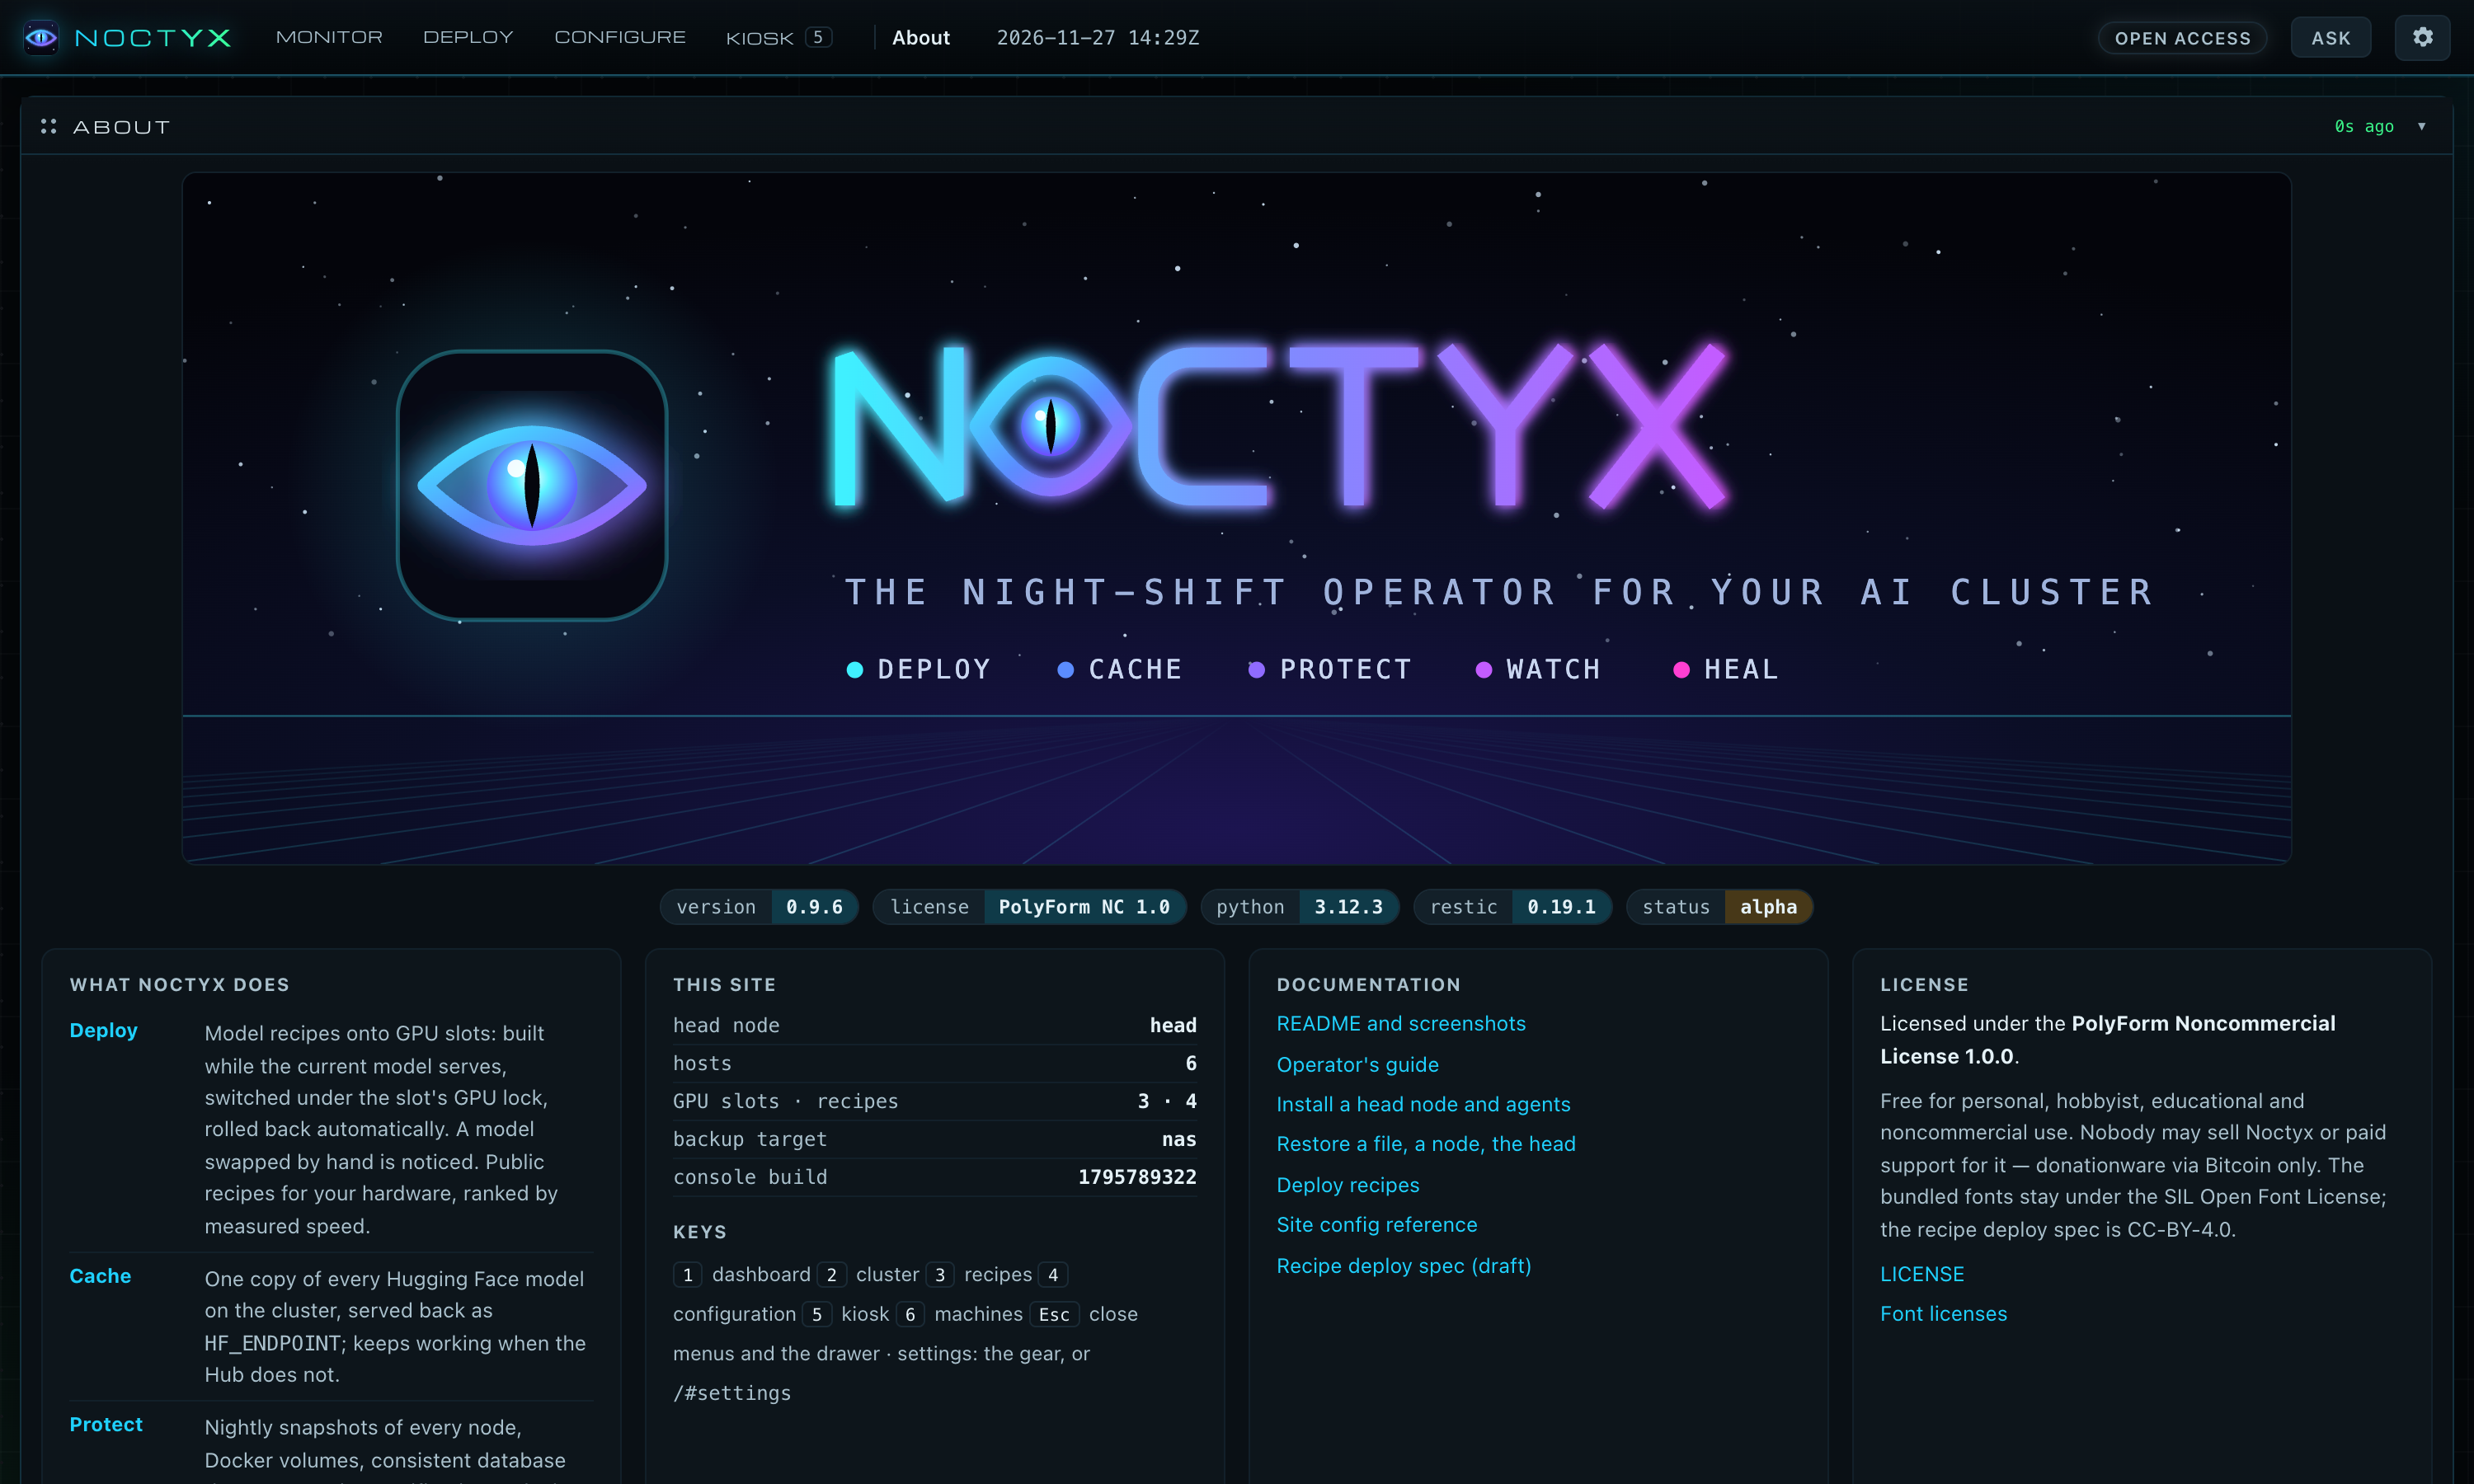 NOCTYX MONITOR DEPLOY CONFIGURE KIOSK 5 About 2026-11-27 14:29Z OPEN ACCESS ASK
ABOUT 0s ago
NOCTYX
THE NIGHT-SHIFT OPERATOR FOR YOUR AI CLUSTER
DEPLOY CACHE PROTECT WATCH HEAL
version 0.9.6 license PolyForm NC 1.0 python 3.12.3 restic 0.19.1 status alpha
WHAT NOCTYX DOES
Deploy
Model recipes onto GPU slots: built
while the current model serves,
switched under the slot's GPU lock,
rolled back automatically. A model
swapped by hand is noticed. Public
recipes for your hardware, ranked by
measured speed.
Cache
One copy of every Hugging Face model
on the cluster, served back as
HF_ENDPOINT; keeps working when the
Hub does not.
Protect
Nightly snapshots of every node,
Docker volumes, consistent database
THIS SITE
head node head
hosts 6
GPU slots · recipes 3 · 4
backup target nas
console build 1795789322
KEYS
1 dashboard 2 cluster 3 recipes 4
configuration 5 kiosk 6 machines Esc close
menus and the drawer · settings: the gear, or
/#settings
DOCUMENTATION
README and screenshots
Operator's guide
Install a head node and agents
Restore a file, a node, the head
Deploy recipes
Site config reference
Recipe deploy spec (draft)
LICENSE
Licensed under the PolyForm Noncommercial
License 1.0.0.
Free for personal, hobbyist, educational and
noncommercial use. Nobody may sell Noctyx or paid
support for it — donationware via Bitcoin only. The
bundled fonts stay under the SIL Open Font License;
the recipe deploy spec is CC-BY-4.0.
LICENSE
Font licenses